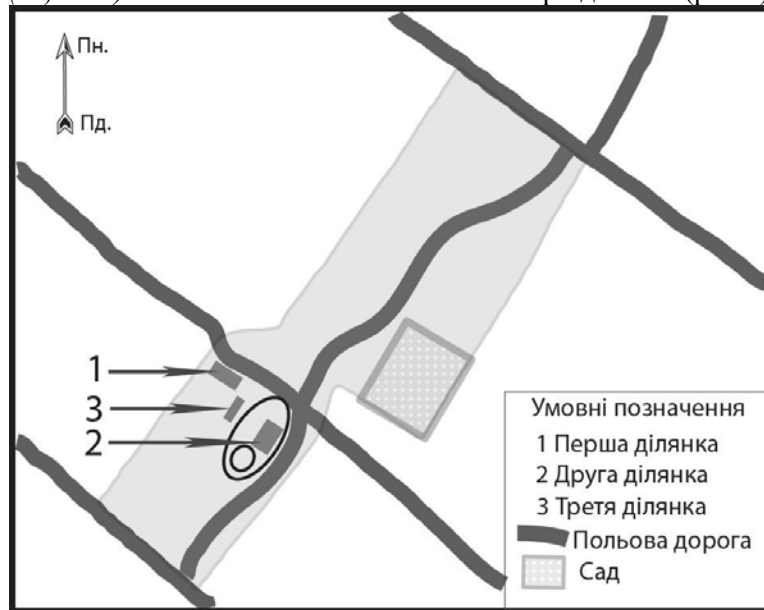 Пн.
Пд.
1
3
2
Умовні позначення
1 Перша ділянка
2 Друга ділянка
3 Третя ділянка
Польова дорога
Сад